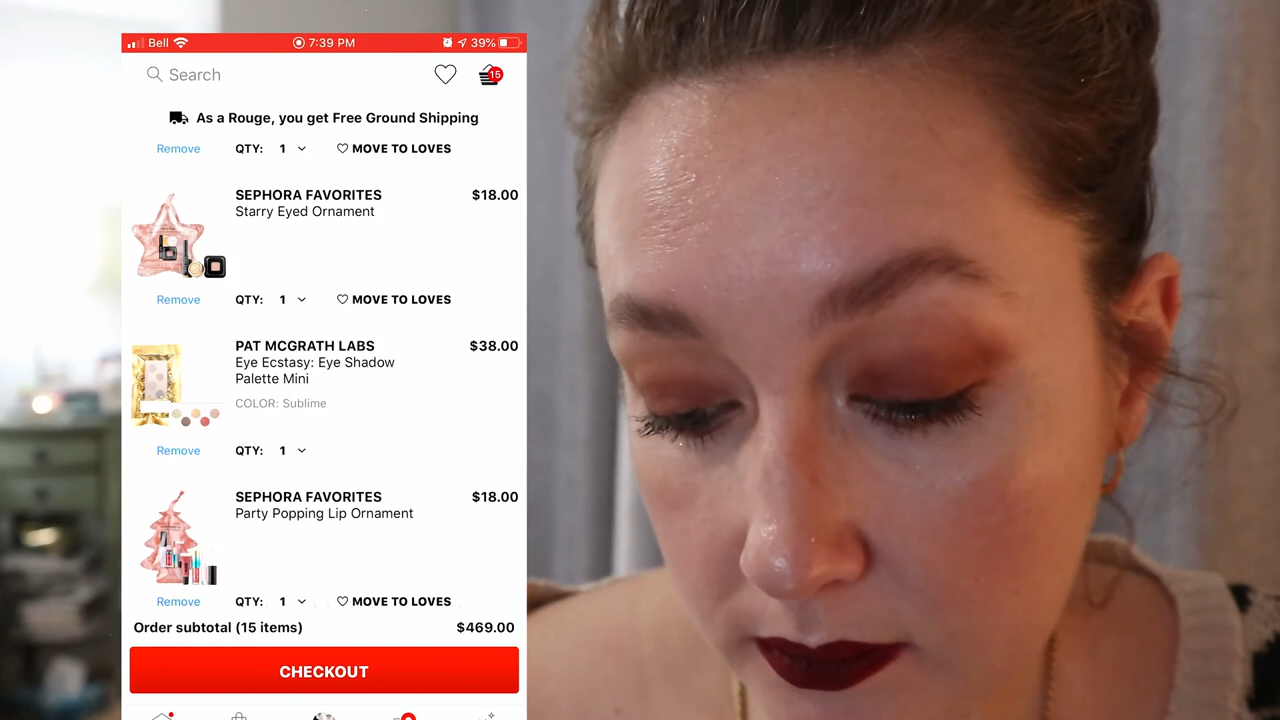 Bell 7:39 PM 39%
Search
15
As a Rouge, you get Free Ground Shipping
Remove QTY: 1 MOVE TO LOVES
SEPHORA FAVORITES $18.00
Starry Eyed Ornament
Remove QTY: 1 MOVE TO LOVES
PAT MCGRATH LABS $38.00
Eye Ecstasy: Eye Shadow
Palette Mini
COLOR: Sublime
Remove QTY: 1
SEPHORA FAVORITES $18.00
Party Popping Lip Ornament
Remove QTY: 1 MOVE TO LOVES
Order subtotal (15 items) $469.00
CHECKOUT